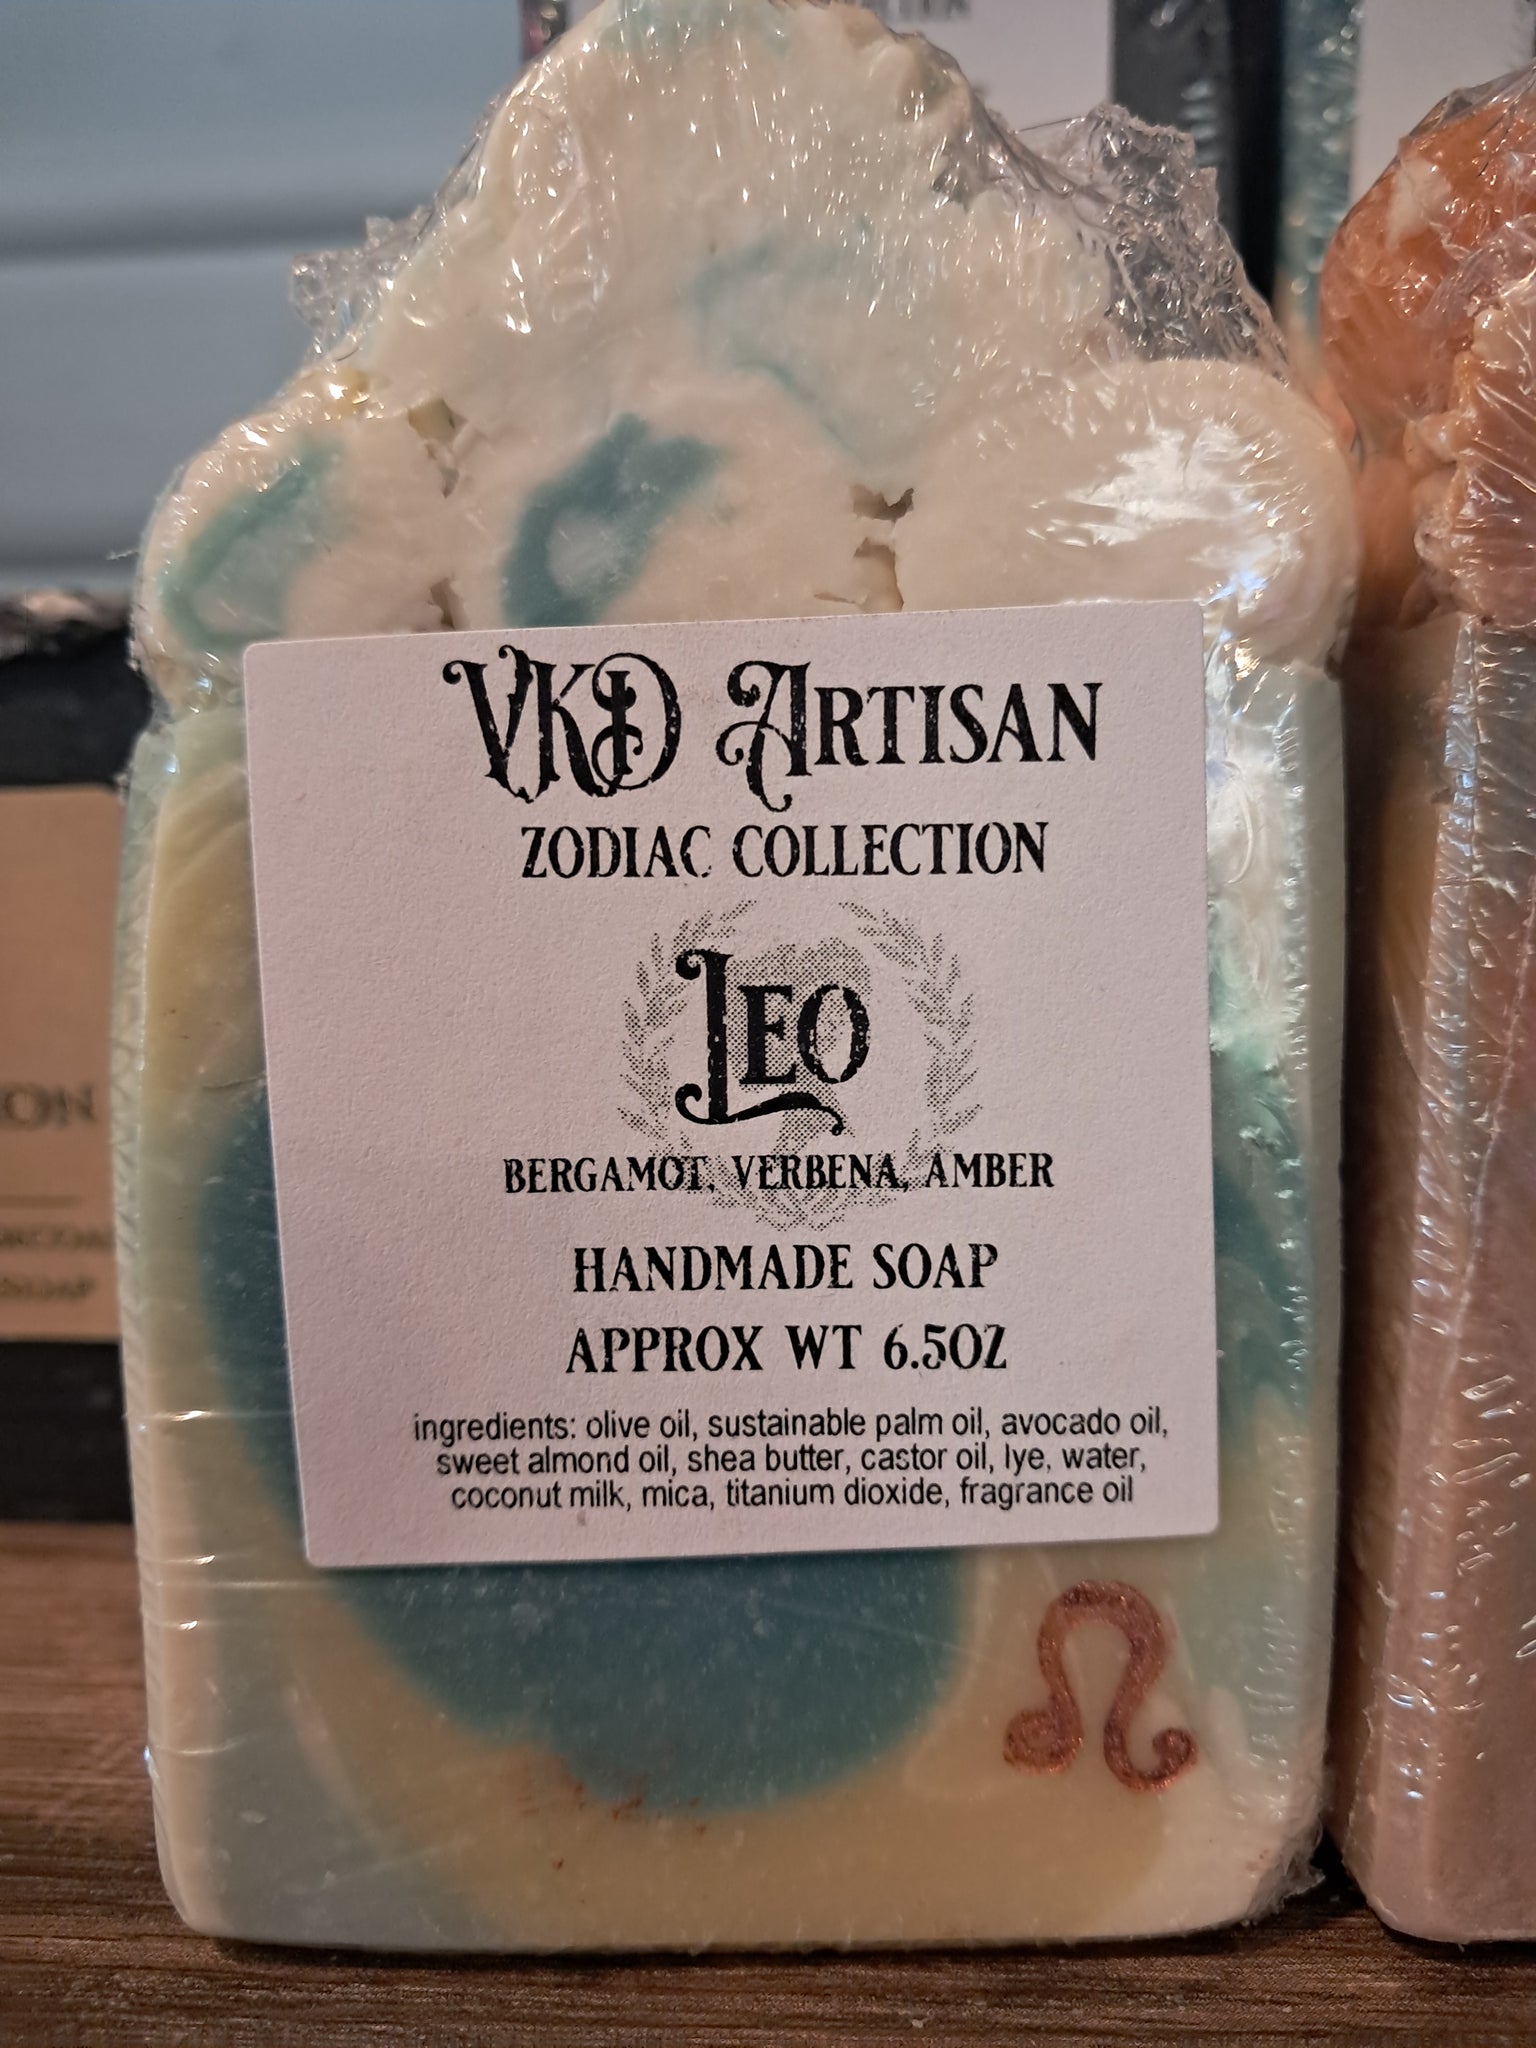 VKD ARTISAN
ZODIAC COLLECTION
LEO
BERGAMOT, VERBENA, AMBER
HANDMADE SOAP
APPROX WT 6.5OZ
ingredients: olive oil, sustainable palm oil, avocado oil,
sweet almond oil, shea butter, castor oil, lye, water,
coconut milk, mica, titanium dioxide, fragrance oil
SOAP